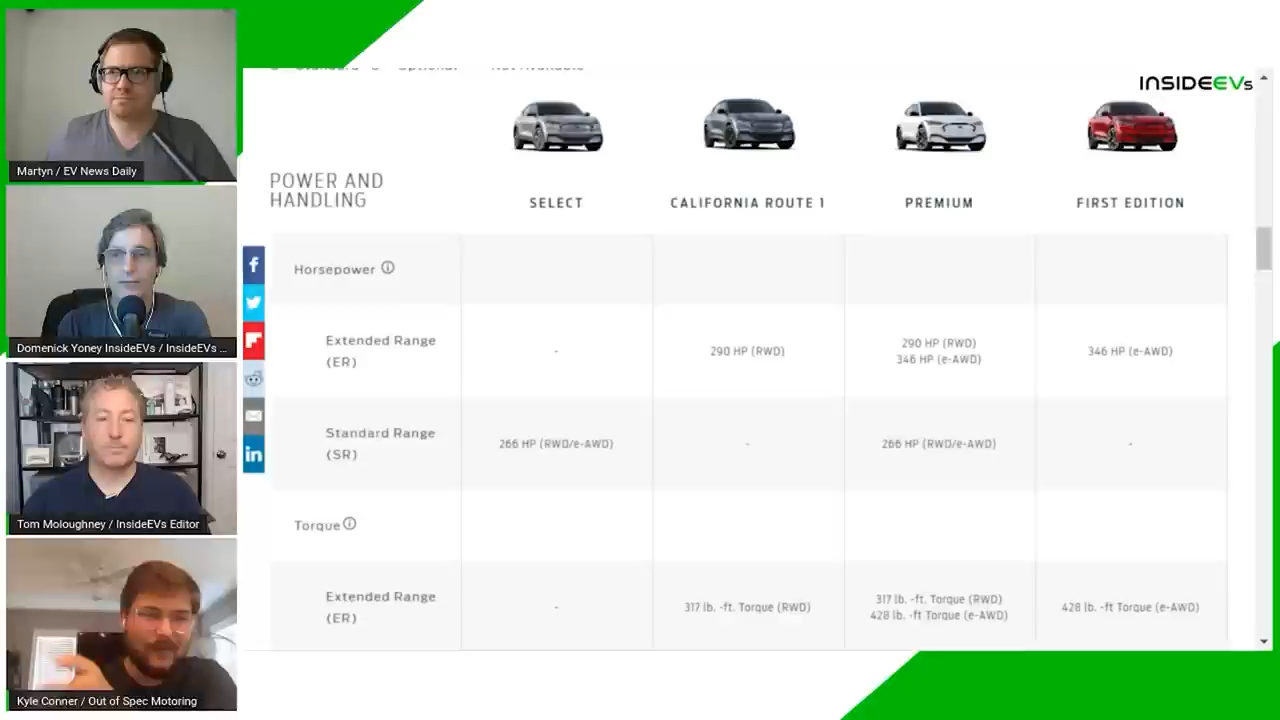 Martyn / EV News Daily
Domenick Yoney InsideEVs / InsideEVs ...
Tom Moloughney / InsideEVs Editor
Kyle Conner / Out of Spec Motoring
INSIDEEVs
POWER AND
HANDLING
SELECT
CALIFORNIA ROUTE 1
PREMIUM
FIRST EDITION
Horsepower
Extended Range
(ER)
-
290 HP (RWD)
290 HP (RWD)
346 HP (e-AWD)
346 HP (e-AWD)
Standard Range
(SR)
266 HP (RWD/e-AWD)
-
266 HP (RWD/e-AWD)
-
Torque
Extended Range
(ER)
-
317 lb. -ft. Torque (RWD)
317 lb. -ft. Torque (RWD)
428 lb. -ft Torque (e-AWD)
428 lb. -ft Torque (e-AWD)